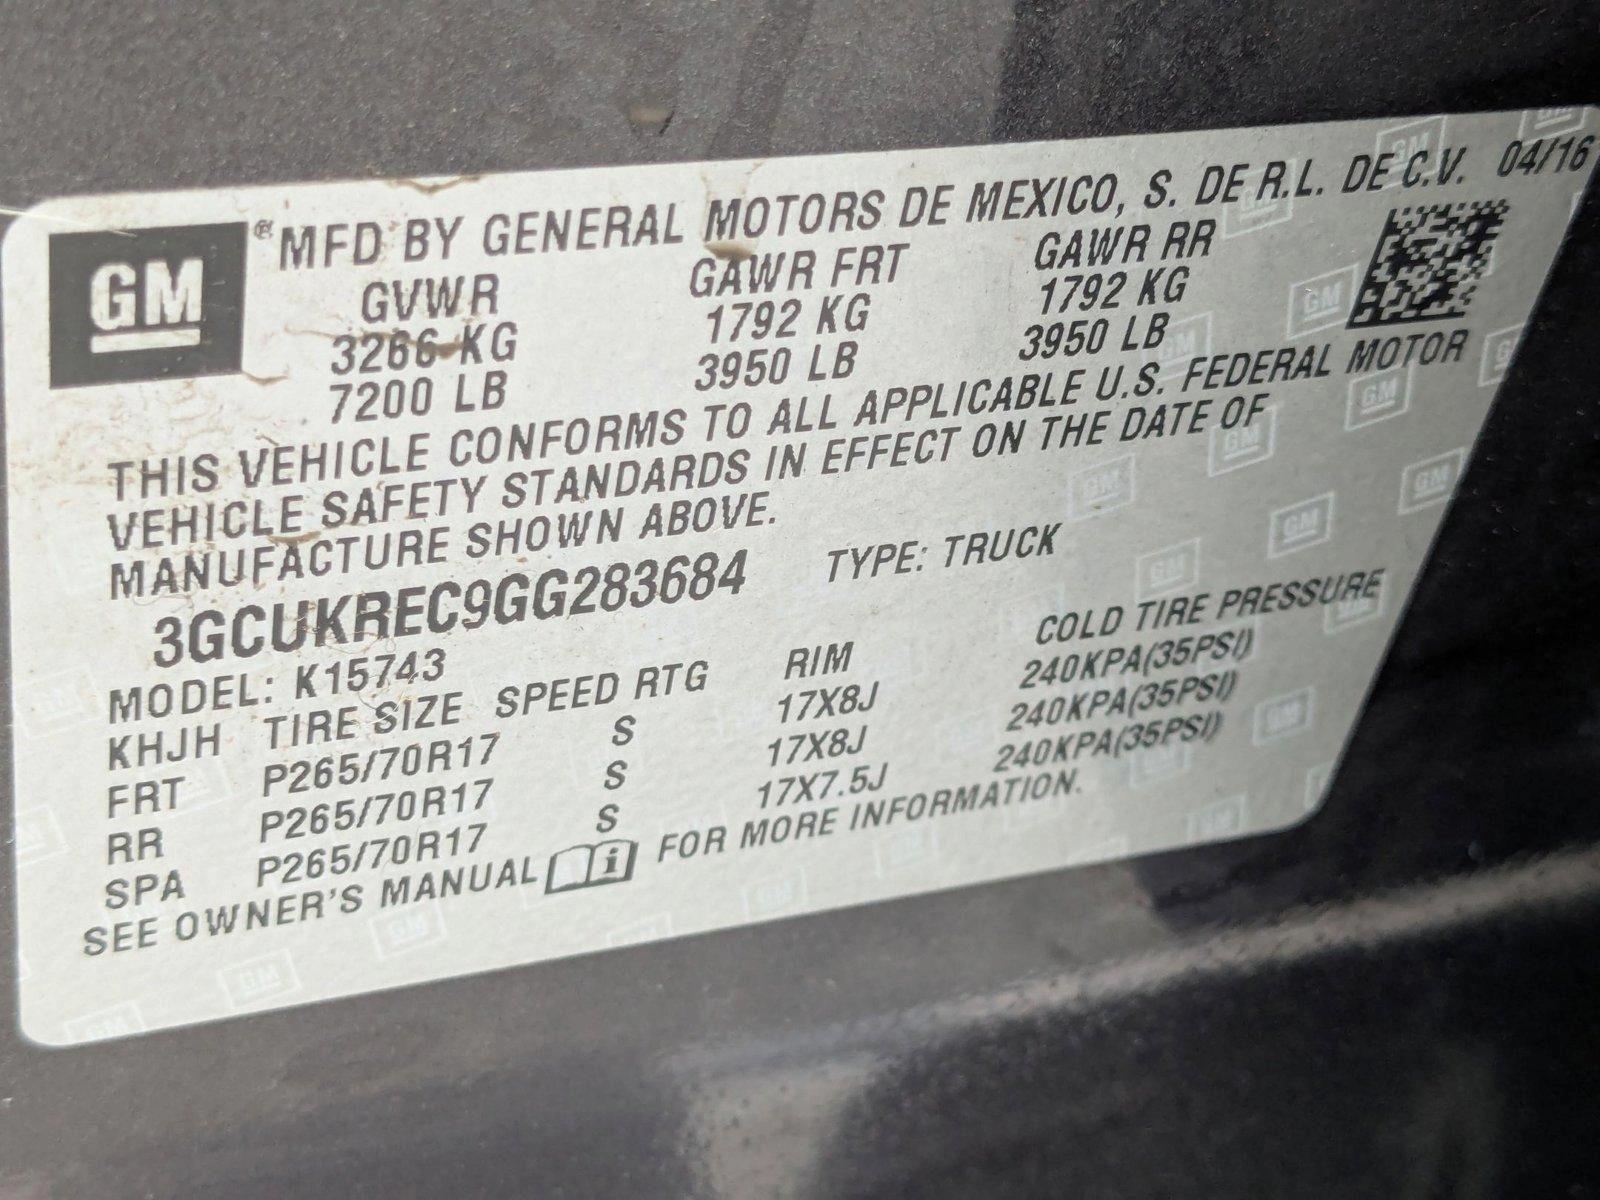 GM
® MFD BY GENERAL MOTORS DE MEXICO, S. DE R.L. DE C.V. 04/16
GVWR GAWR FRT GAWR RR
3266 KG 1792 KG 1792 KG
7200 LB 3950 LB 3950 LB
THIS VEHICLE CONFORMS TO ALL APPLICABLE U.S. FEDERAL MOTOR
VEHICLE SAFETY STANDARDS IN EFFECT ON THE DATE OF
MANUFACTURE SHOWN ABOVE.
3GCUKREC9GG283684 TYPE: TRUCK
MODEL: K15743
KHJH TIRE SIZE SPEED RTG RIM COLD TIRE PRESSURE
FRT P265/70R17 S 17X8J 240KPA(35PSI)
RR P265/70R17 S 17X8J 240KPA(35PSI)
SPA P265/70R17 S 17X7.5J 240KPA(35PSI)
SEE OWNER'S MANUAL i FOR MORE INFORMATION.